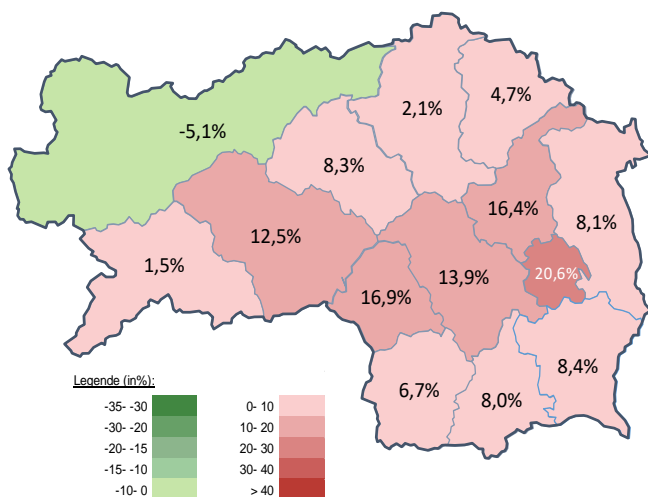 2,1%
4,7%
-5,1%
8,3%
16,4%
8,1%
12,5%
1,5%
13,9%
20,6%
16,9%
8,4%
6,7%
8,0%
Legende (in%):
-35- -30 0- 10
-30- -20 10- 20
-20- -15 20- 30
-15- -10 30- 40
-10- 0 > 40